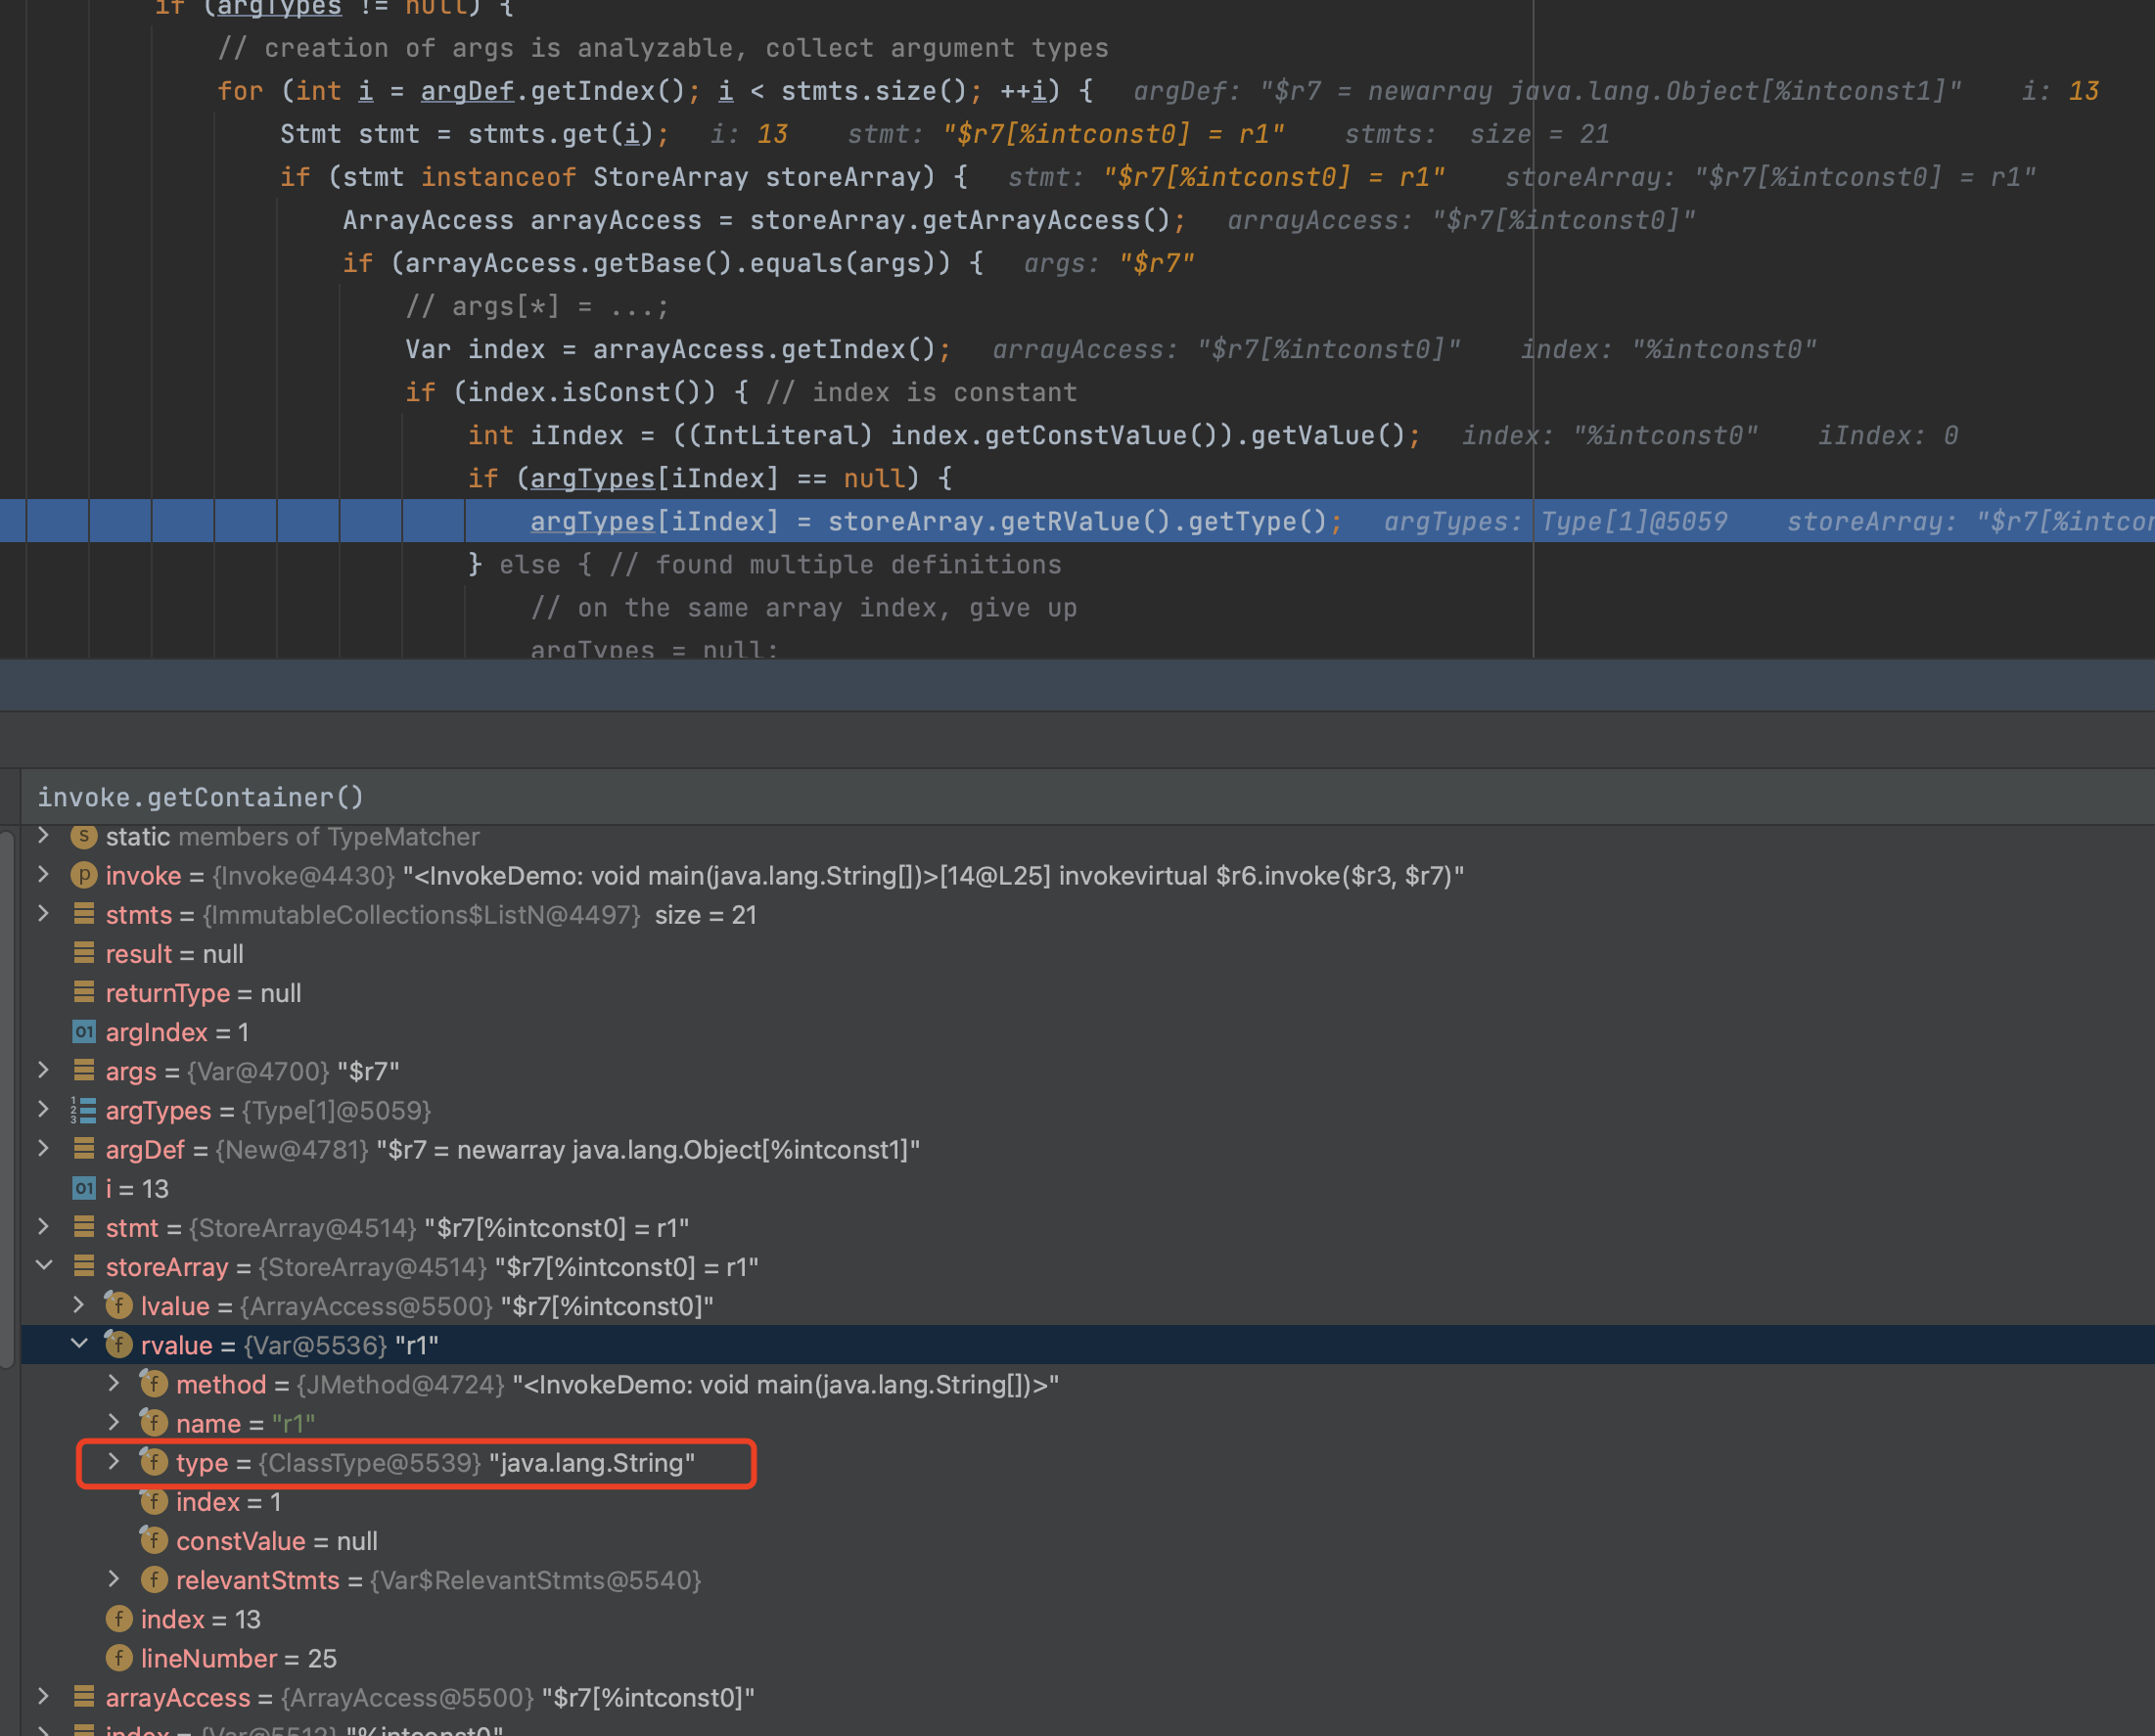 if (argTypes != null) {
// creation of args is analyzable, collect argument types
for (int i = argDef.getIndex(); i < stmts.size(); ++i) {   argDef: "$r7 = newarray java.lang.Object[%intconst1]"    i: 13
Stmt stmt = stmts.get(i);   i: 13    stmt: "$r7[%intconst0] = r1"    stmts:  size = 21
if (stmt instanceof StoreArray storeArray) {   stmt: "$r7[%intconst0] = r1"    storeArray: "$r7[%intconst0] = r1"
ArrayAccess arrayAccess = storeArray.getArrayAccess();   arrayAccess: "$r7[%intconst0]"
if (arrayAccess.getBase().equals(args)) {   args: "$r7"
// args[*] = ...;
Var index = arrayAccess.getIndex();   arrayAccess: "$r7[%intconst0]"    index: "%intconst0"
if (index.isConst()) { // index is constant
int iIndex = ((IntLiteral) index.getConstValue()).getValue();   index: "%intconst0"    iIndex: 0
if (argTypes[iIndex] == null) {
argTypes[iIndex] = storeArray.getRValue().getType();   argTypes: Type[1]@5059    storeArray: "$r7[%intcon
} else { // found multiple definitions
// on the same array index, give up
argTypes = null;
invoke.getContainer()
static members of TypeMatcher
invoke = {Invoke@4430} "<InvokeDemo: void main(java.lang.String[])>[14@L25] invokevirtual $r6.invoke($r3, $r7)"
stmts = {ImmutableCollections$ListN@4497}  size = 21
result = null
returnType = null
argIndex = 1
args = {Var@4700} "$r7"
argTypes = {Type[1]@5059}
argDef = {New@4781} "$r7 = newarray java.lang.Object[%intconst1]"
i = 13
stmt = {StoreArray@4514} "$r7[%intconst0] = r1"
storeArray = {StoreArray@4514} "$r7[%intconst0] = r1"
lvalue = {ArrayAccess@5500} "$r7[%intconst0]"
rvalue = {Var@5536} "r1"
method = {JMethod@4724} "<InvokeDemo: void main(java.lang.String[])>"
name = "r1"
type = {ClassType@5539} "java.lang.String"
index = 1
constValue = null
relevantStmts = {Var$RelevantStmts@5540}
index = 13
lineNumber = 25
arrayAccess = {ArrayAccess@5500} "$r7[%intconst0]"
index = {Var@5512} "%intconst0"